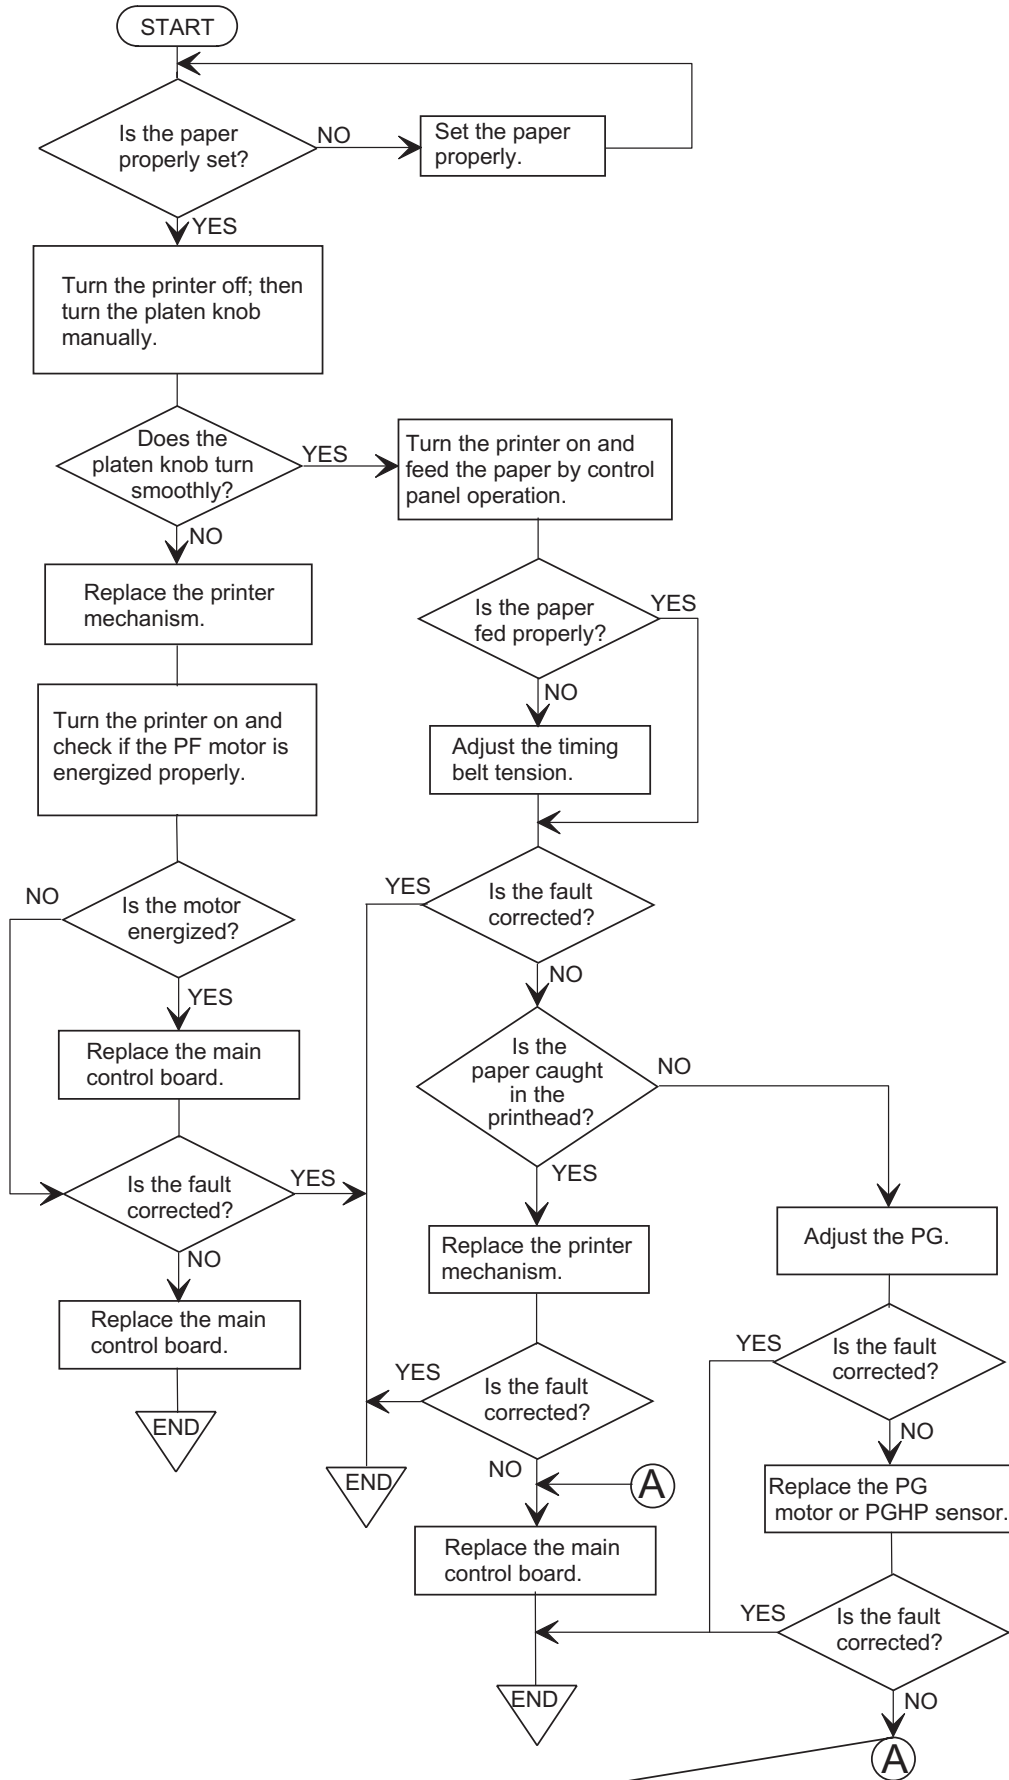 START
Is the paper
properly set?
NO
Set the paper
properly.
YES
Turn the printer off; then
turn the platen knob
manually.
Does the
platen knob turn
smoothly?
YES
Turn the printer on and
feed the paper by control
panel operation.
NO
Replace the printer
mechanism.
Is the paper
fed properly?
YES
NO
Turn the printer on and
check if the PF motor is
energized properly.
Adjust the timing
belt tension.
NO
Is the motor
energized?
YES
YES
Is the fault
corrected?
NO
Replace the main
control board.
Is the
paper caught
in the
printhead?
NO
YES
Is the fault
corrected?
YES
NO
Replace the main
control board.
END
Replace the printer
mechanism.
Adjust the PG.
YES
Is the fault
corrected?
NO
YES
Is the fault
corrected?
NO
END
A
Replace the PG
motor or PGHP sensor.
Replace the main
control board.
YES
Is the fault
corrected?
NO
END
A